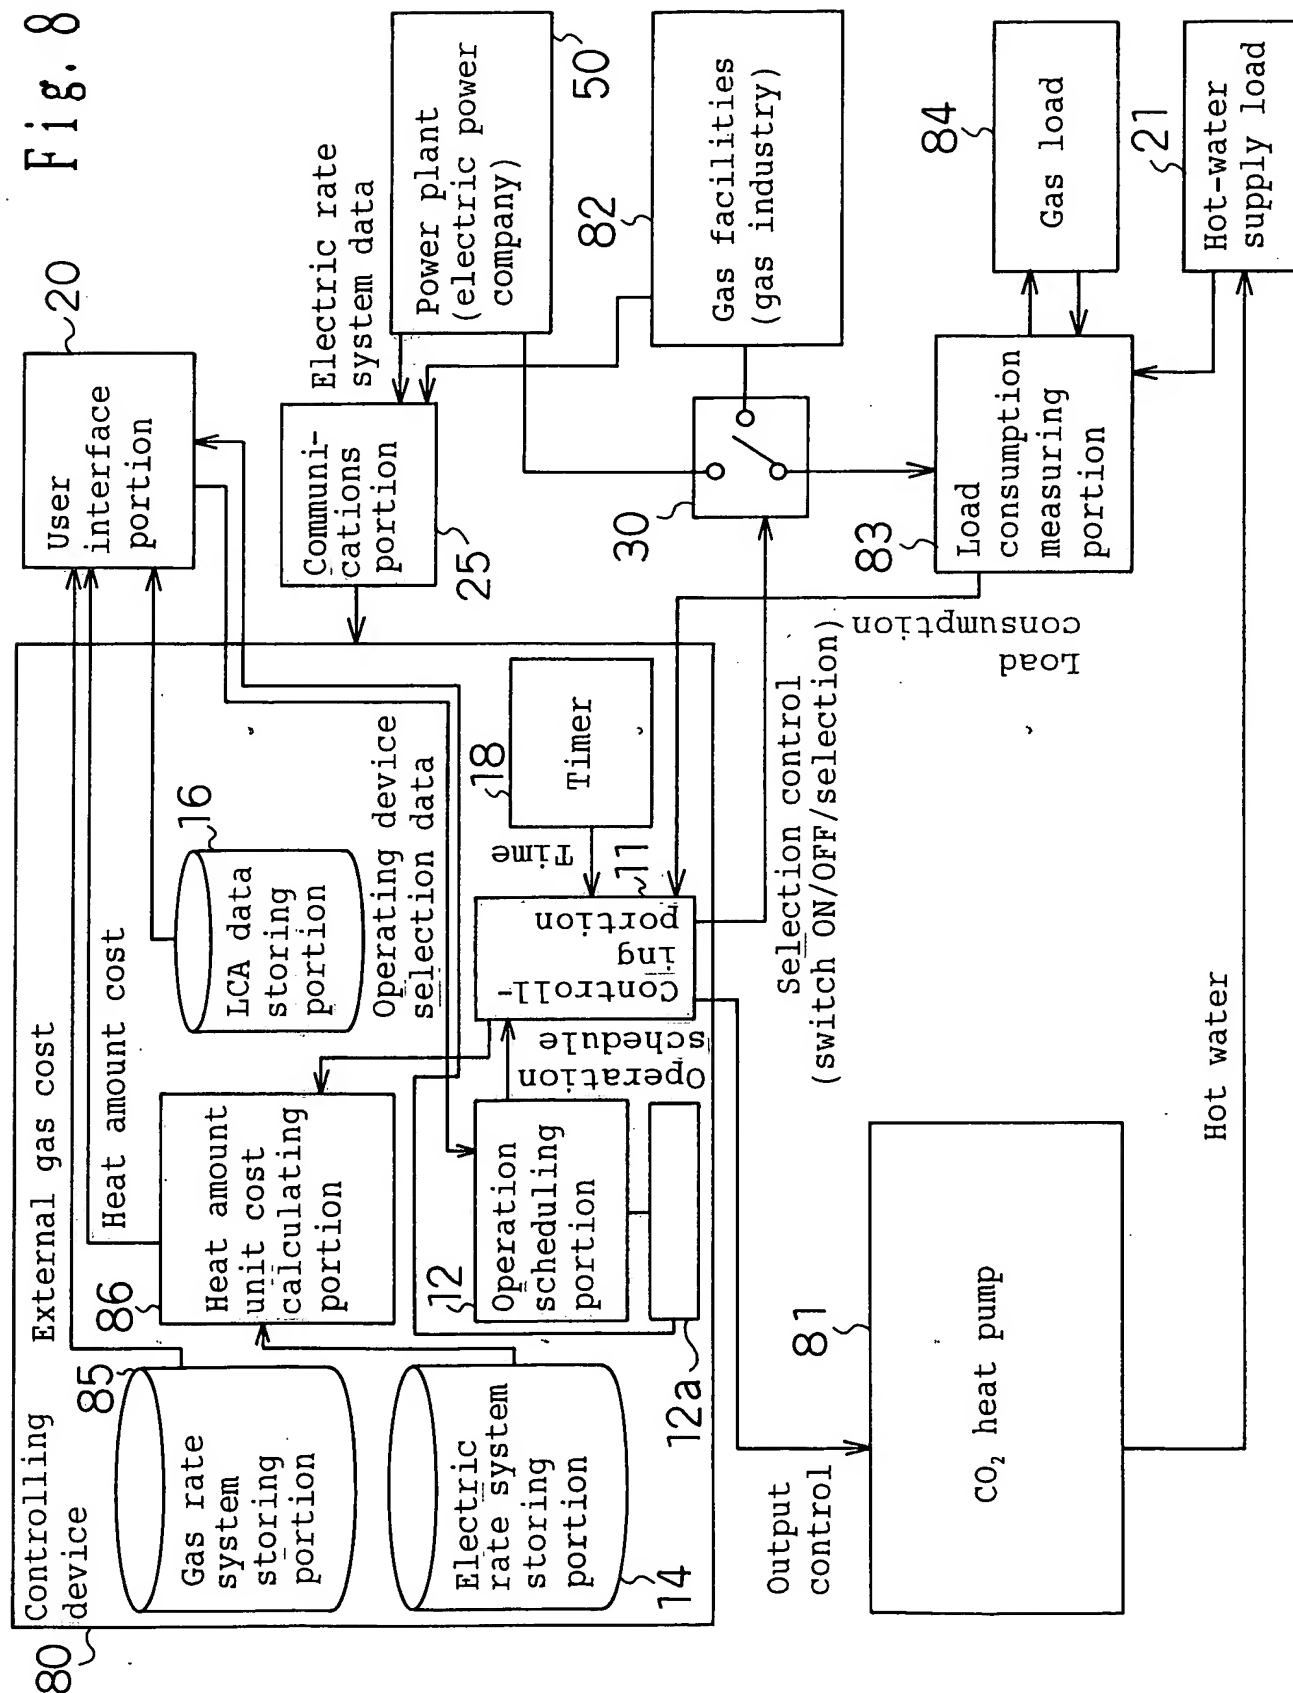 Fig. 8
80
Controlling
device
External gas cost
Heat amount cost
85
Gas rate
system
storing
portion
86
Heat amount
unit cost
calculating
portion
16
LCA data
storing
portion
20
User
interface
portion
Electric rate
system data
Communi-
cations
portion
25
Power plant
(electric power
company)
50
14
Electric
rate system
storing
portion
12
Operation
scheduling
portion
12a
Operating device
selection data
Operation
schedule
Controll-
ing
portion
11
Time
18
Timer
30
82
Gas facilities
(gas industry)
Selection control
(switch ON/OFF/selection)
Load
consumption
83
Load
consumption
measuring
portion
84
Gas load
21
Hot-water
supply load
Output
control
81
CO₂ heat pump
Hot water